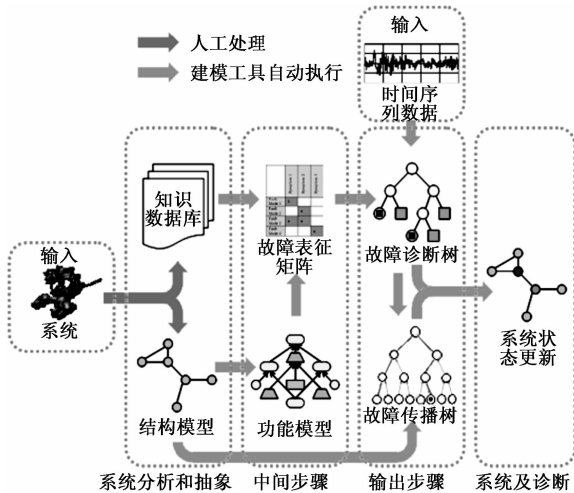 人工处理
建模工具自动执行
输入
时间序
列数据
知识
数据库
故障表征
矩阵
故障诊断树
输入
系统
系统状
态更新
结构模型
功能模型
故障传播树
系统分析和抽象
中间步骤
输出步骤
系统及诊断